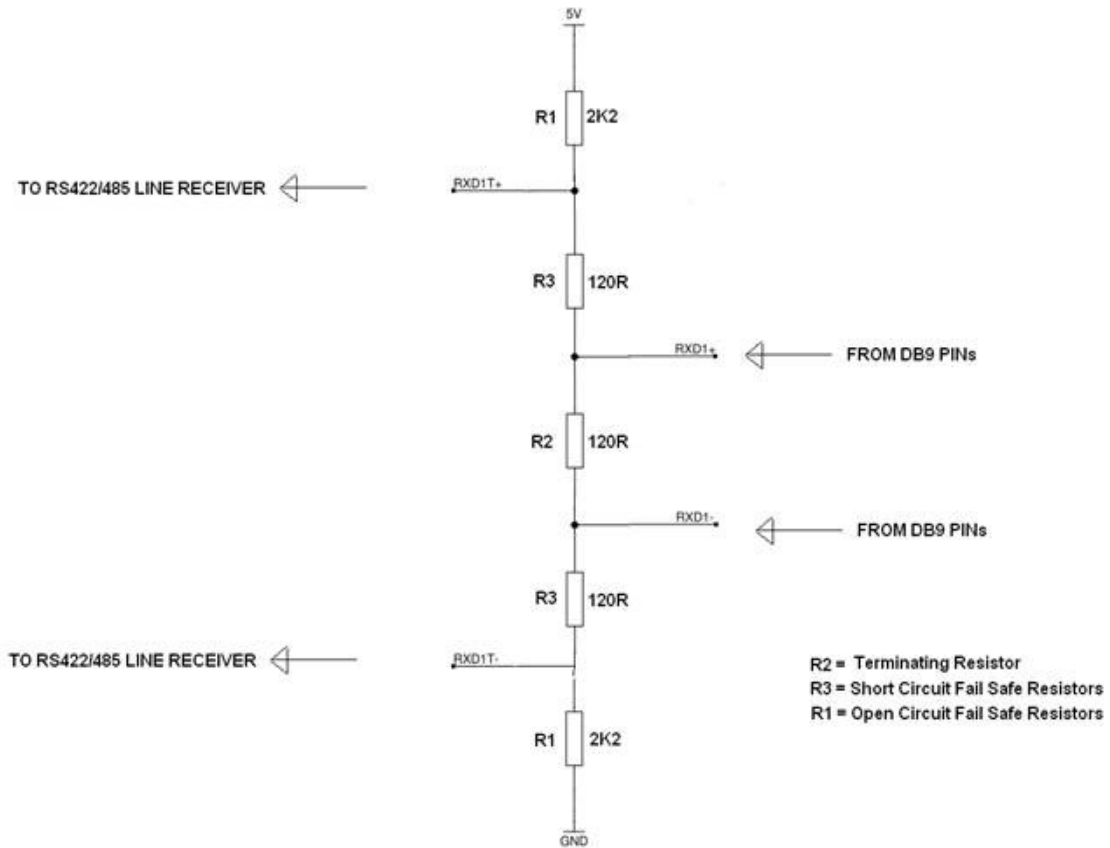 5V
R1 2K2
TO RS422/485 LINE RECEIVER
RXD1T+
R3 120R
RXD1+
FROM DB9 PINs
R2 120R
RXD1-
FROM DB9 PINs
R3 120R
TO RS422/485 LINE RECEIVER
RXD1T-
R2 = Terminating Resistor
R3 = Short Circuit Fail Safe Resistors
R1 = Open Circuit Fail Safe Resistors
R1 2K2
GND